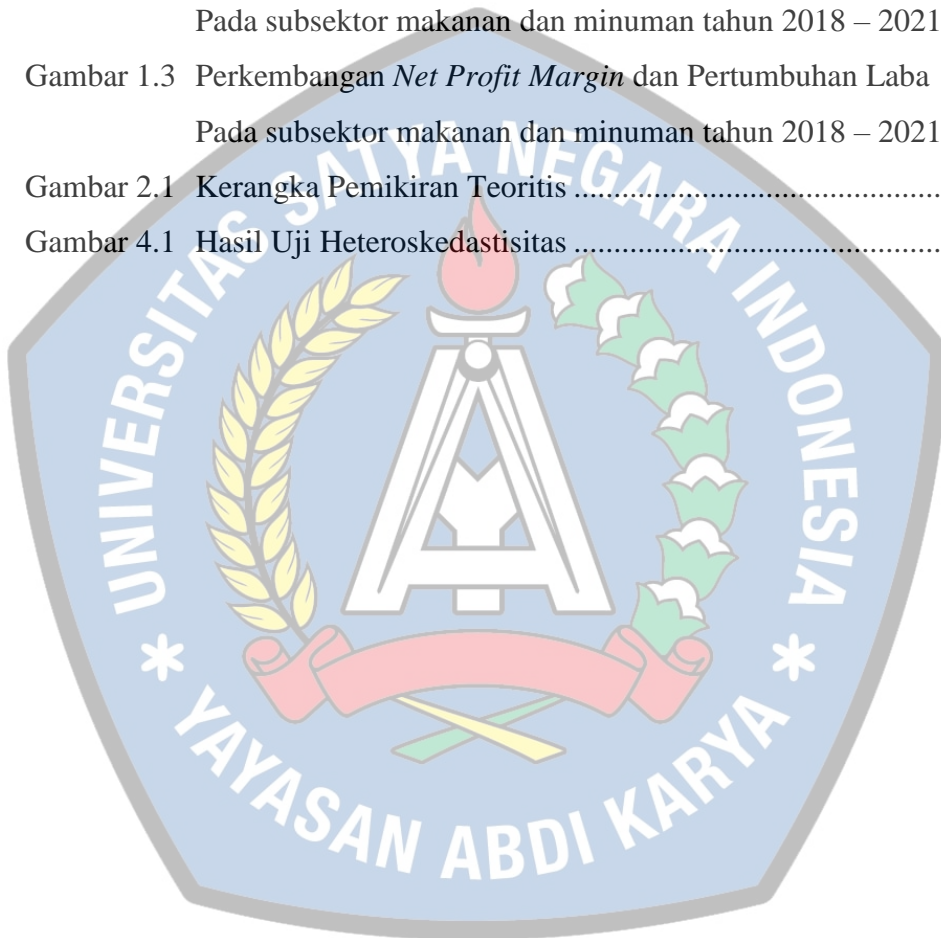 Pada subsektor makanan dan minuman tahun 2018 – 2021
Gambar 1.3 Perkembangan Net Profit Margin dan Pertumbuhan Laba
Pada subsektor makanan dan minuman tahun 2018 – 2021
Gambar 2.1 Kerangka Pemikiran Teoritis ............................................
Gambar 4.1 Hasil Uji Heteroskedastisitas ............................................
UNIVERSITAS SATYA NEGARA INDONESIA
* YAYASAN ABDI KARYA *